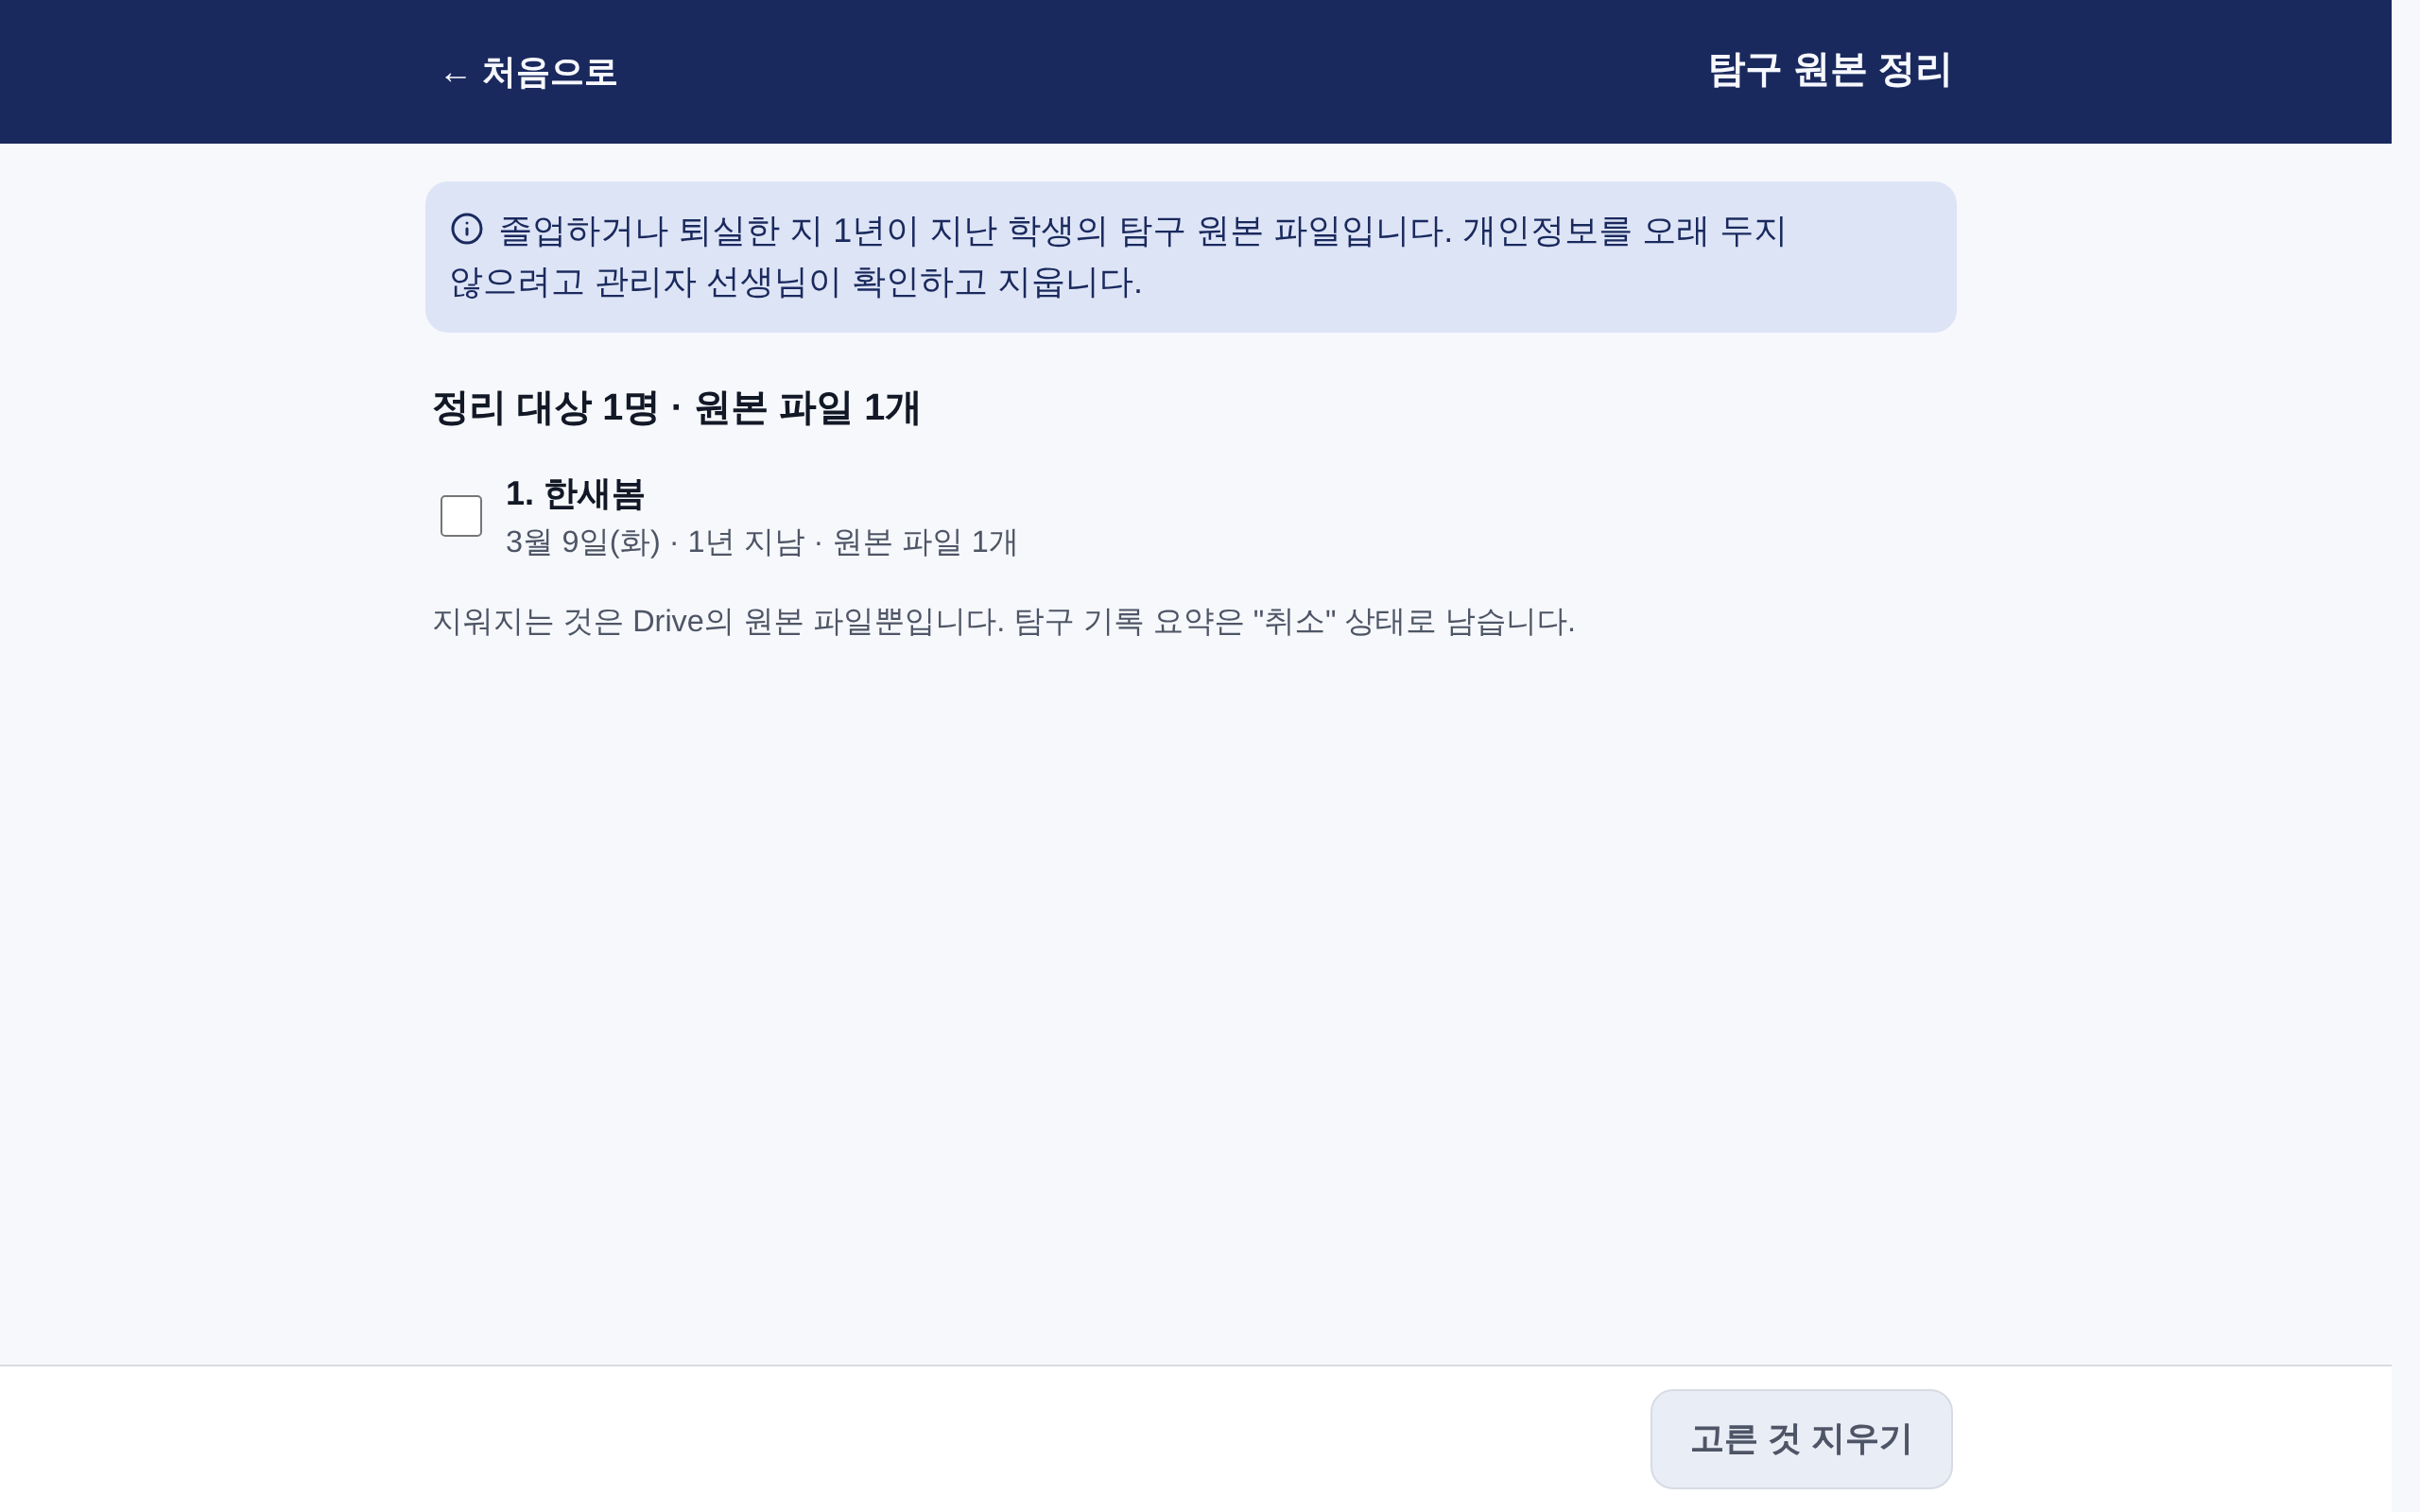 ← 처음으로
탐구 원본 정리
졸업하거나 퇴실한 지 1년이 지난 학생의 탐구 원본 파일입니다. 개인정보를 오래 두지
않으려고 관리자 선생님이 확인하고 지웁니다.
정리 대상 1명 · 원본 파일 1개
1. 한새봄
3월 9일(화) · 1년 지남 · 원본 파일 1개
지워지는 것은 Drive의 원본 파일뿐입니다. 탐구 기록 요약은 "취소" 상태로 남습니다.
고른 것 지우기